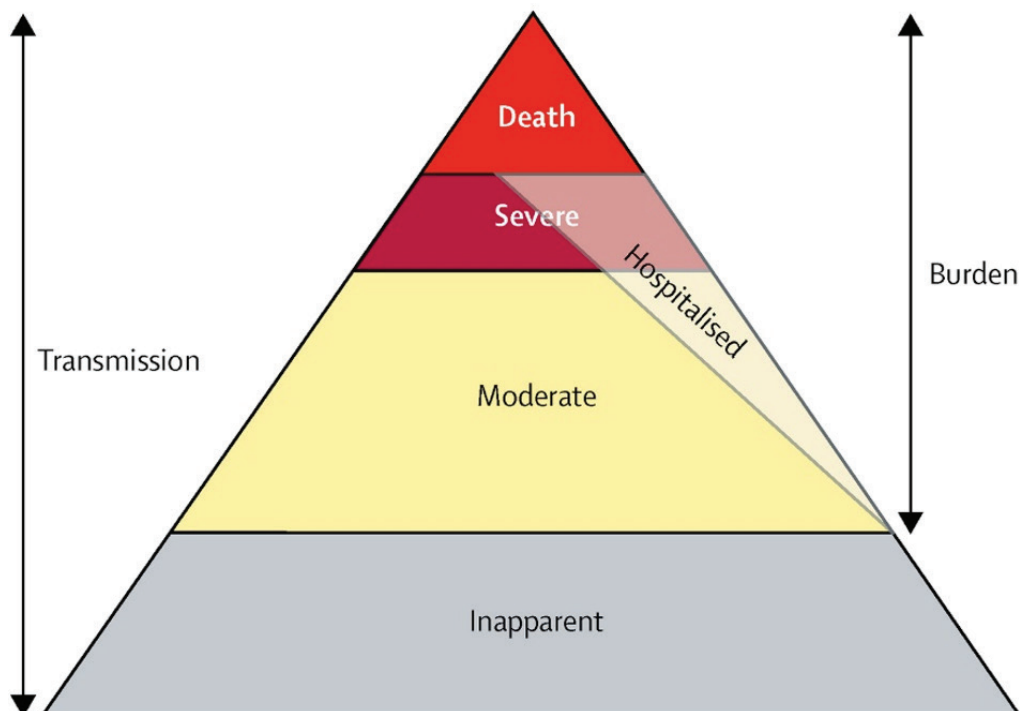 Death
Severe
Hospitalised
Burden
Transmission
Moderate
Inapparent